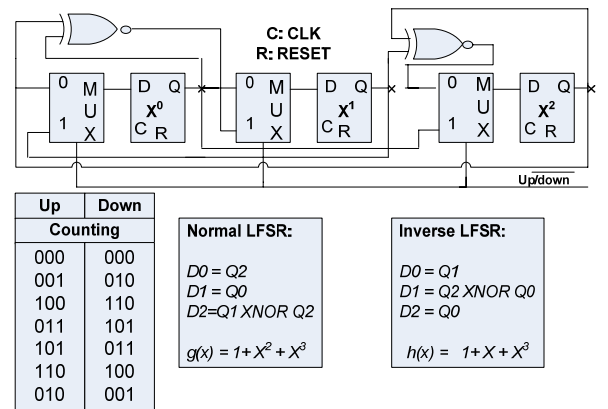 C: CLK
R: RESET
0 M U 1 X
D Q X⁰ C R
0 M U 1 X
D Q X¹ C R
0 M U 1 X
D Q X² C R
Up/down
Up Down
Counting
000 000
001 010
100 110
011 101
101 011
110 100
010 001
Normal LFSR:
D0 = Q2
D1 = Q0
D2=Q1 XNOR Q2
g(x) = 1+X² + X³
Inverse LFSR:
D0 = Q1
D1 = Q2 XNOR Q0
D2 = Q0
h(x) = 1+X + X³